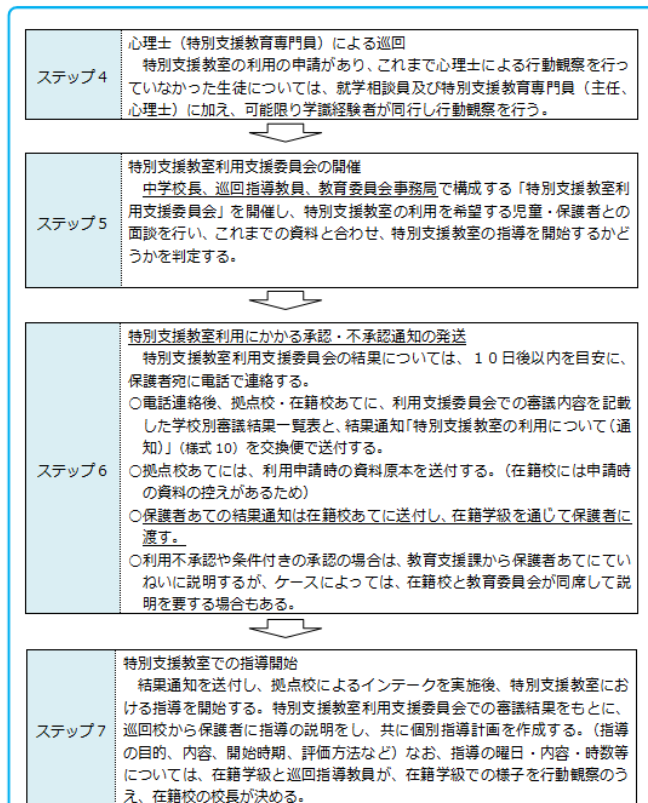 ステップ４
心理士（特別支援教育専門員）による巡回
　特別支援教室の利用の申請があり、これまで心理士による行動観察を行っ
ていなかった生徒については、就学相談員及び特別支援教育専門員（主任、
心理士）に加え、可能限り学識経験者が同行し行動観察を行う。
ステップ５
特別支援教室利用支援委員会の開催
　中学校長、巡回指導教員、教育委員会事務局で構成する「特別支援教室利
用支援委員会」を開催し、特別支援教室の利用を希望する児童・保護者との
面談を行い、これまでの資料と合わせ、特別支援教室の指導を開始するかど
うかを判定する。
ステップ６
特別支援教室利用にかかる承認・不承認通知の発送
　特別支援教室利用支援委員会の結果については、１０日後以内を目安に、
保護者宛に電話で連絡する。
○電話連絡後、拠点校・在籍校あてに、利用支援委員会での審議内容を記載
した学校別審議結果一覧表と、結果通知「特別支援教室の利用について（通
知）」（様式 10）を交換便で送付する。
○拠点校あてには、利用申請時の資料原本を送付する。（在籍校には申請時
の資料の控えがあるため）
○保護者あての結果通知は在籍校あてに送付し、在籍学級を通じて保護者に
渡す。
○利用不承認や条件付きの承認の場合は、教育支援課から保護者あてにてい
ねいに説明するが、ケースによっては、在籍校と教育委員会が同席して説
明を要する場合もある。
ステップ７
特別支援教室での指導開始
　結果通知を送付し、拠点校によるインテークを実施後、特別支援教室にお
ける指導を開始する。特別支援教室利用支援委員会での審議結果をもとに、
巡回校から保護者に指導の説明をし、共に個別指導計画を作成する。（指導
の目的、内容、開始時期、評価方法など）なお、指導の曜日・内容・時数等
については、在籍学級と巡回指導教員が、在籍学級での様子を行動観察のう
え、在籍校の校長が決める。